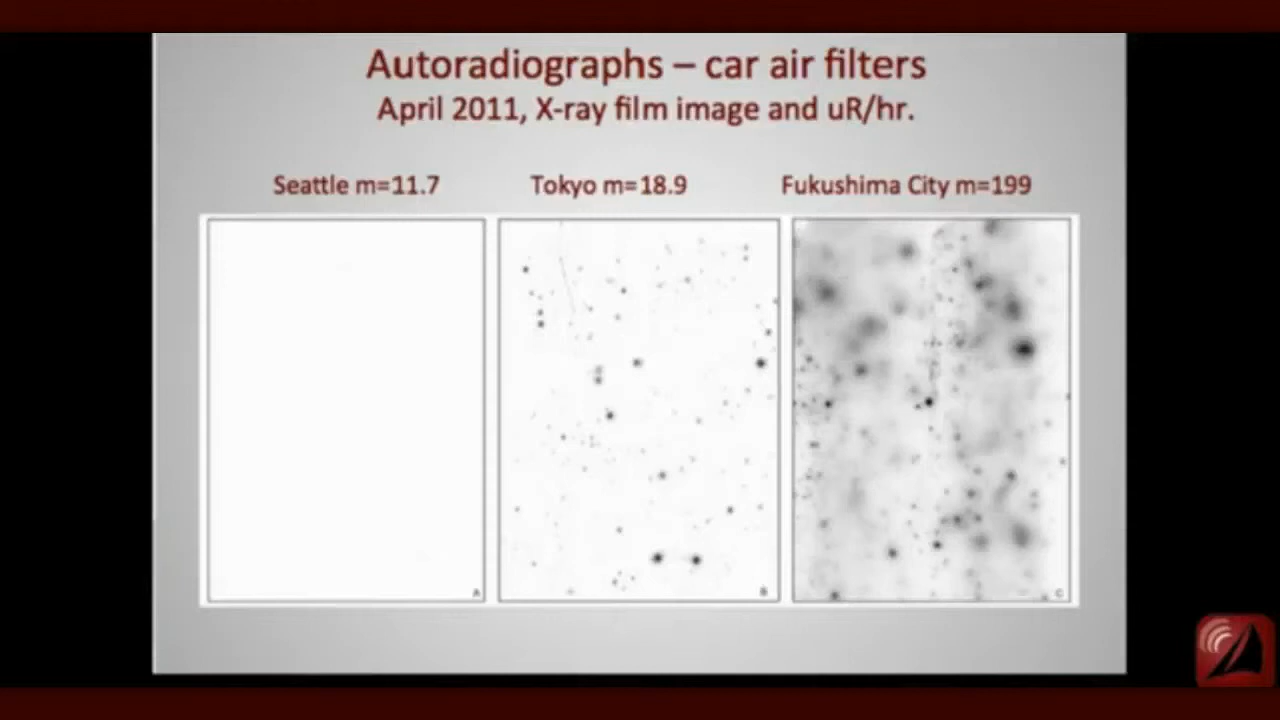 Autoradiographs – car air filters
April 2011, X-ray film image and uR/hr.
Seattle m=11.7
Tokyo m=18.9
Fukushima City m=199
A
B
C